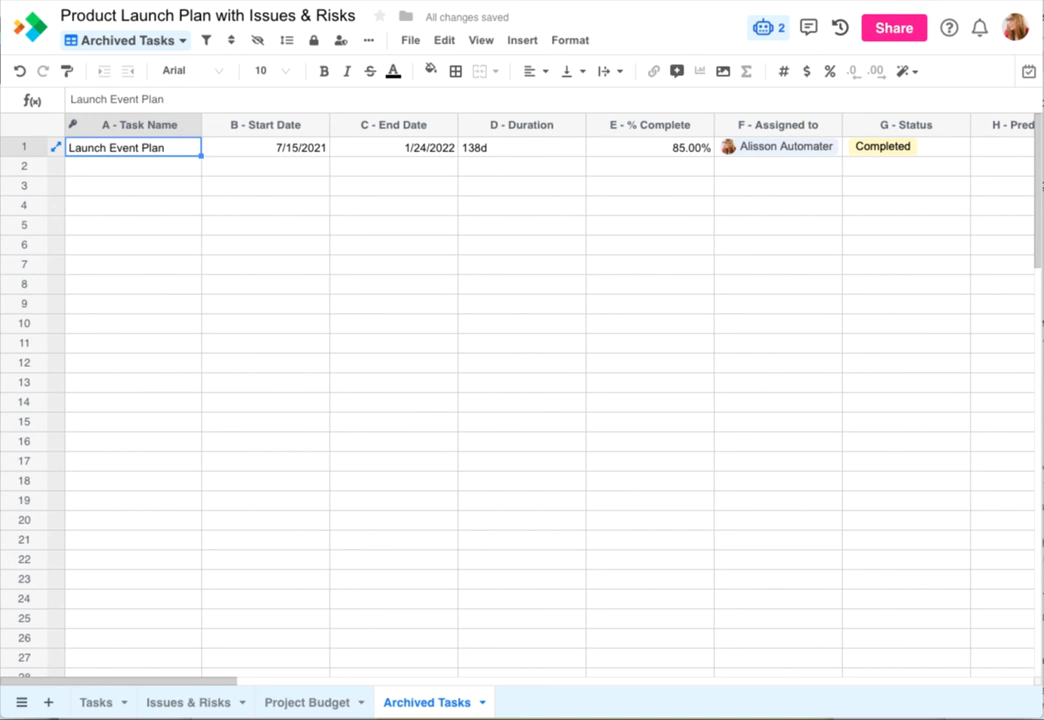 Product Launch Plan with Issues & Risks
All changes saved
Archived Tasks
File Edit View Insert Format
2
Share
Arial 10 B I S A
# $ % .0 .00
f(x) Launch Event Plan
A - Task Name B - Start Date C - End Date D - Duration E - % Complete F - Assigned to G - Status H - Pred
1 Launch Event Plan 7/15/2021 1/24/2022 138d 85.00% Alisson Automater Completed
2
3
4
5
6
7
8
9
10
11
12
13
14
15
16
17
18
19
20
21
22
23
24
25
26
27
28
Tasks Issues & Risks Project Budget Archived Tasks